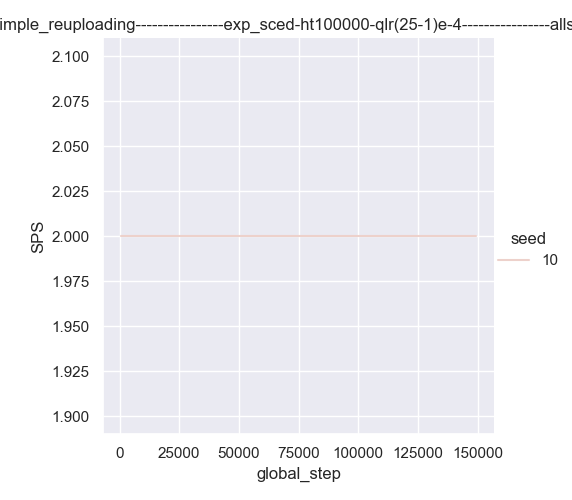 imple_reuploading----------------exp_sced-ht100000-qlr(25-1)e-4----------------alls
2.100
2.075
2.050
2.025
2.000
1.975
1.950
1.925
1.900
SPS
0 25000 50000 75000 100000 125000 150000
global_step
seed
10